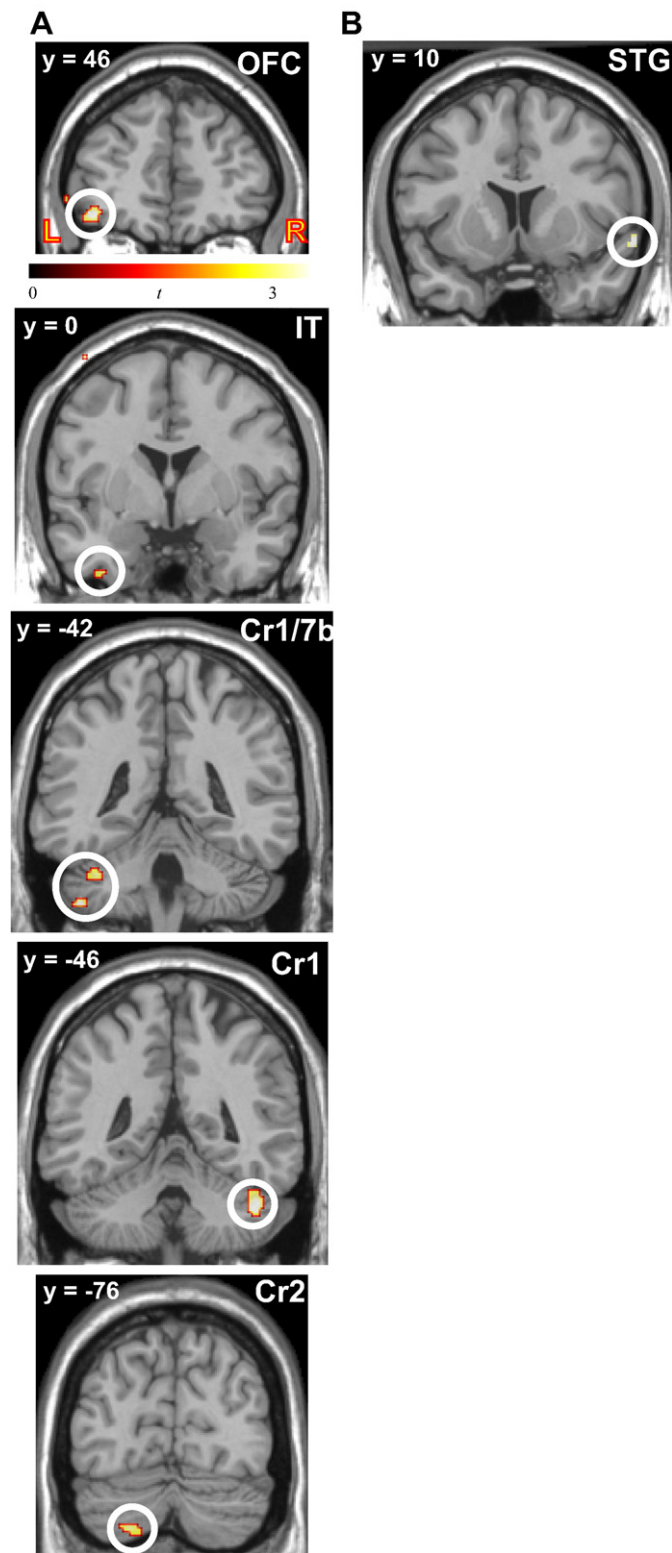 A
B
y = 46
OFC
L
R
0
t
3
y = 10
STG
y = 0
IT
y = -42
Cr1/7b
y = -46
Cr1
y = -76
Cr2